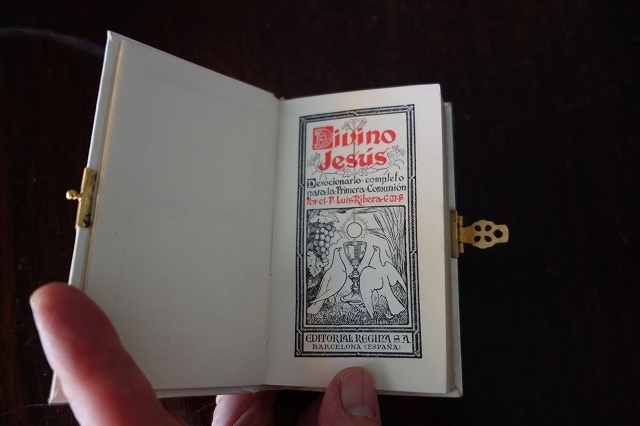 Divino
Jesús
Devocionario completo
para la Primera Comunión
Por el P. Luis Ribera C.M.F.
EDITORIAL REGINA S.A.
BARCELONA (ESPAÑA)